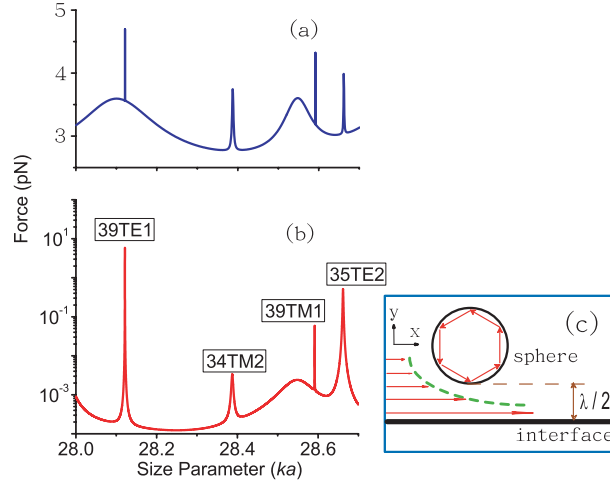 5
4
3
(a)
Force (pN)
10¹
10⁻¹
10⁻³
(b)
39TE1
34TM2
39TM1
35TE2
28.0 28.2 28.4 28.6
Size Parameter (ka)
(c)
y
x
sphere
λ/2
interface